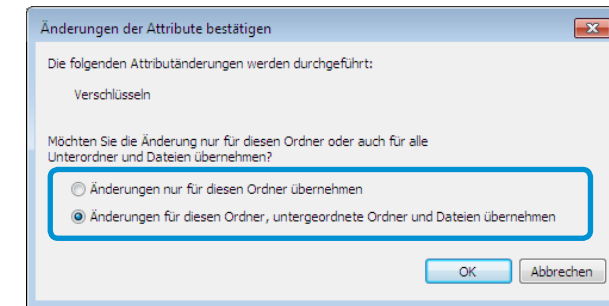 Änderungen der Attribute bestätigen
Die folgenden Attributänderungen werden durchgeführt:
Verschlüsseln
Möchten Sie die Änderung nur für diesen Ordner oder auch für alle
Unterordner und Dateien übernehmen?
Änderungen nur für diesen Ordner übernehmen
Änderungen für diesen Ordner, untergeordnete Ordner und Dateien übernehmen
OK
Abbrechen